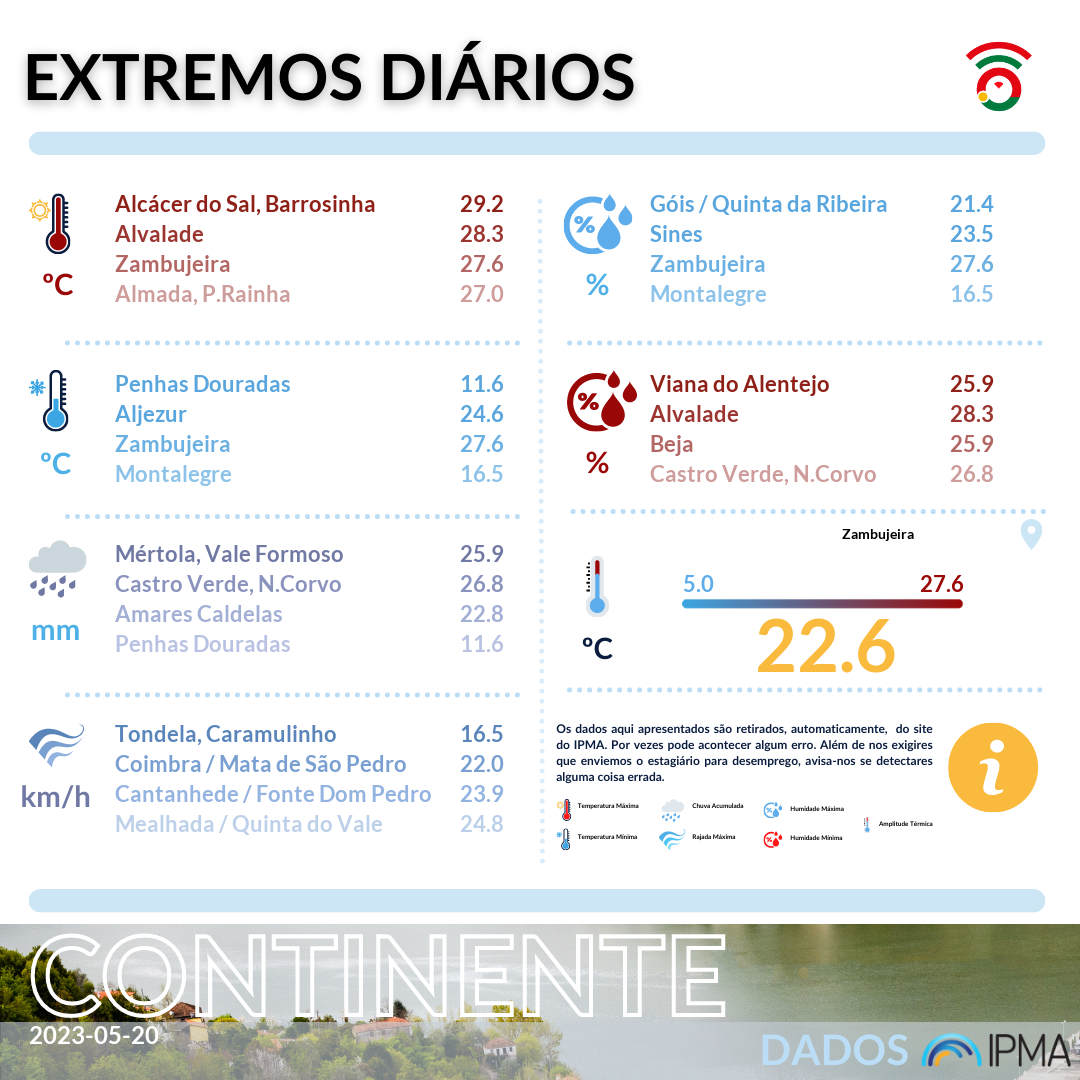 EXTREMOS DIÁRIOS
Alcácer do Sal, Barrosinha 29.2
Alvalade 28.3
Zambujeira 27.6
Almada, P.Rainha 27.0
ºC
Penhas Douradas 11.6
Aljezur 24.6
Zambujeira 27.6
Montalegre 16.5
ºC
Mértola, Vale Formoso 25.9
Castro Verde, N.Corvo 26.8
Amares Caldelas 22.8
Penhas Douradas 11.6
mm
Tondela, Caramulinho 16.5
Coimbra / Mata de São Pedro 22.0
Cantanhede / Fonte Dom Pedro 23.9
Mealhada / Quinta do Vale 24.8
km/h
%
Góis / Quinta da Ribeira 21.4
Sines 23.5
Zambujeira 27.6
Montalegre 16.5
%
%
Viana do Alentejo 25.9
Alvalade 28.3
Beja 25.9
Castro Verde, N.Corvo 26.8
%
Zambujeira
5.0 27.6
22.6
ºC
Os dados aqui apresentados são retirados, automaticamente, do site
do IPMA. Por vezes pode acontecer algum erro. Além de nos exigires
que enviemos o estagiário para desemprego, avisa-nos se detectares
alguma coisa errada.
i
Temperatura Máxima Chuva Acumulada Humidade Máxima
Amplitude Térmica
Temperatura Mínima Rajada Máxima Humidade Mínima
CONTINENTE
2023-05-20
DADOS IPMA